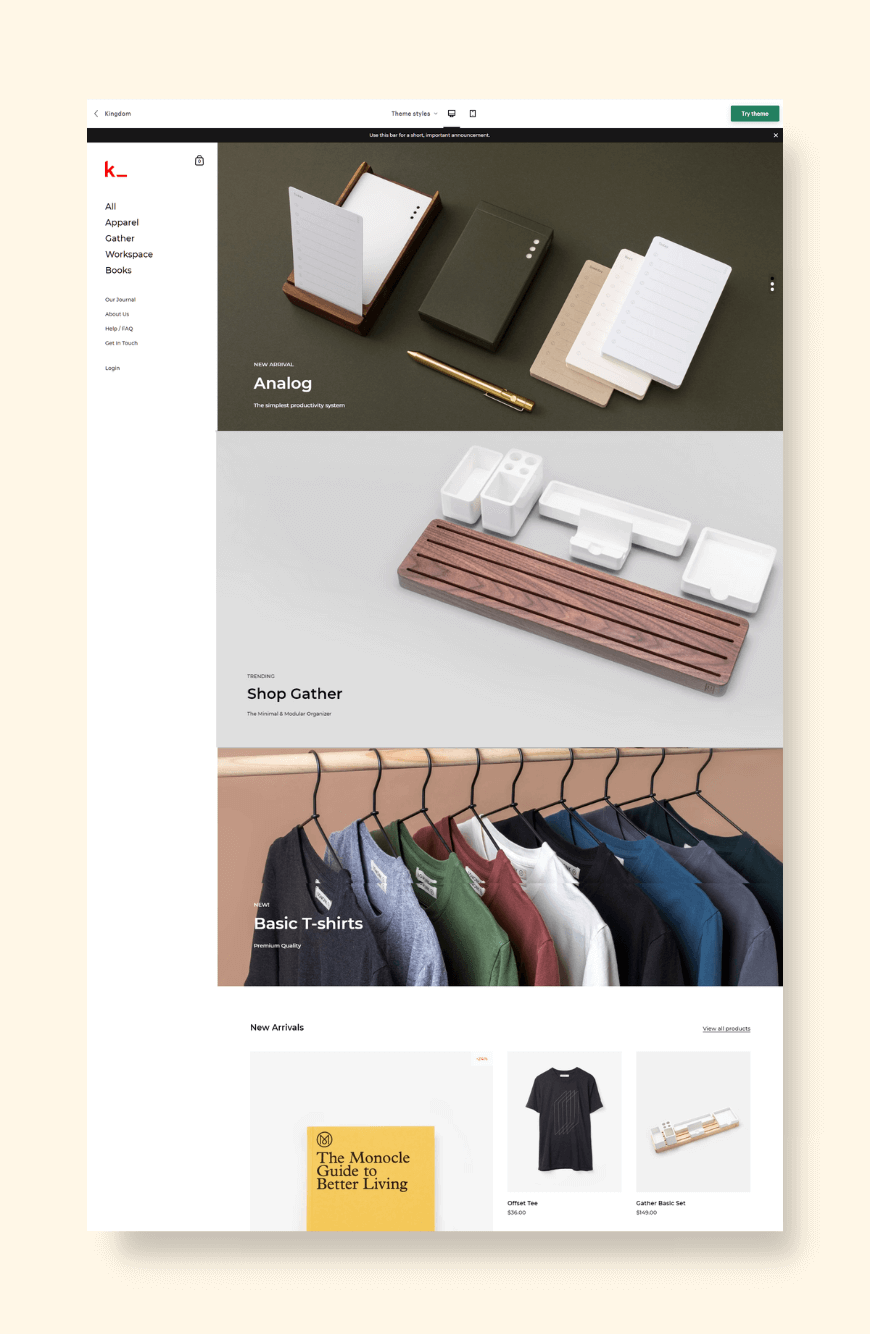 Kingdom
Theme styles
Try theme
Use this bar for a short, important announcement.
k_
0
All
Apparel
Gather
Workspace
Books
Our Journal
About Us
Help / FAQ
Get In Touch
Login
NEW ARRIVAL
Analog
The simplest productivity system
TRENDING
Shop Gather
The Minimal & Modular Organizer
NEW!
Basic T-shirts
Premium Quality
New Arrivals
View all products
The Monocle
Guide to
Better Living
Offset Tee
$36.00
Gather Basic Set
$149.00